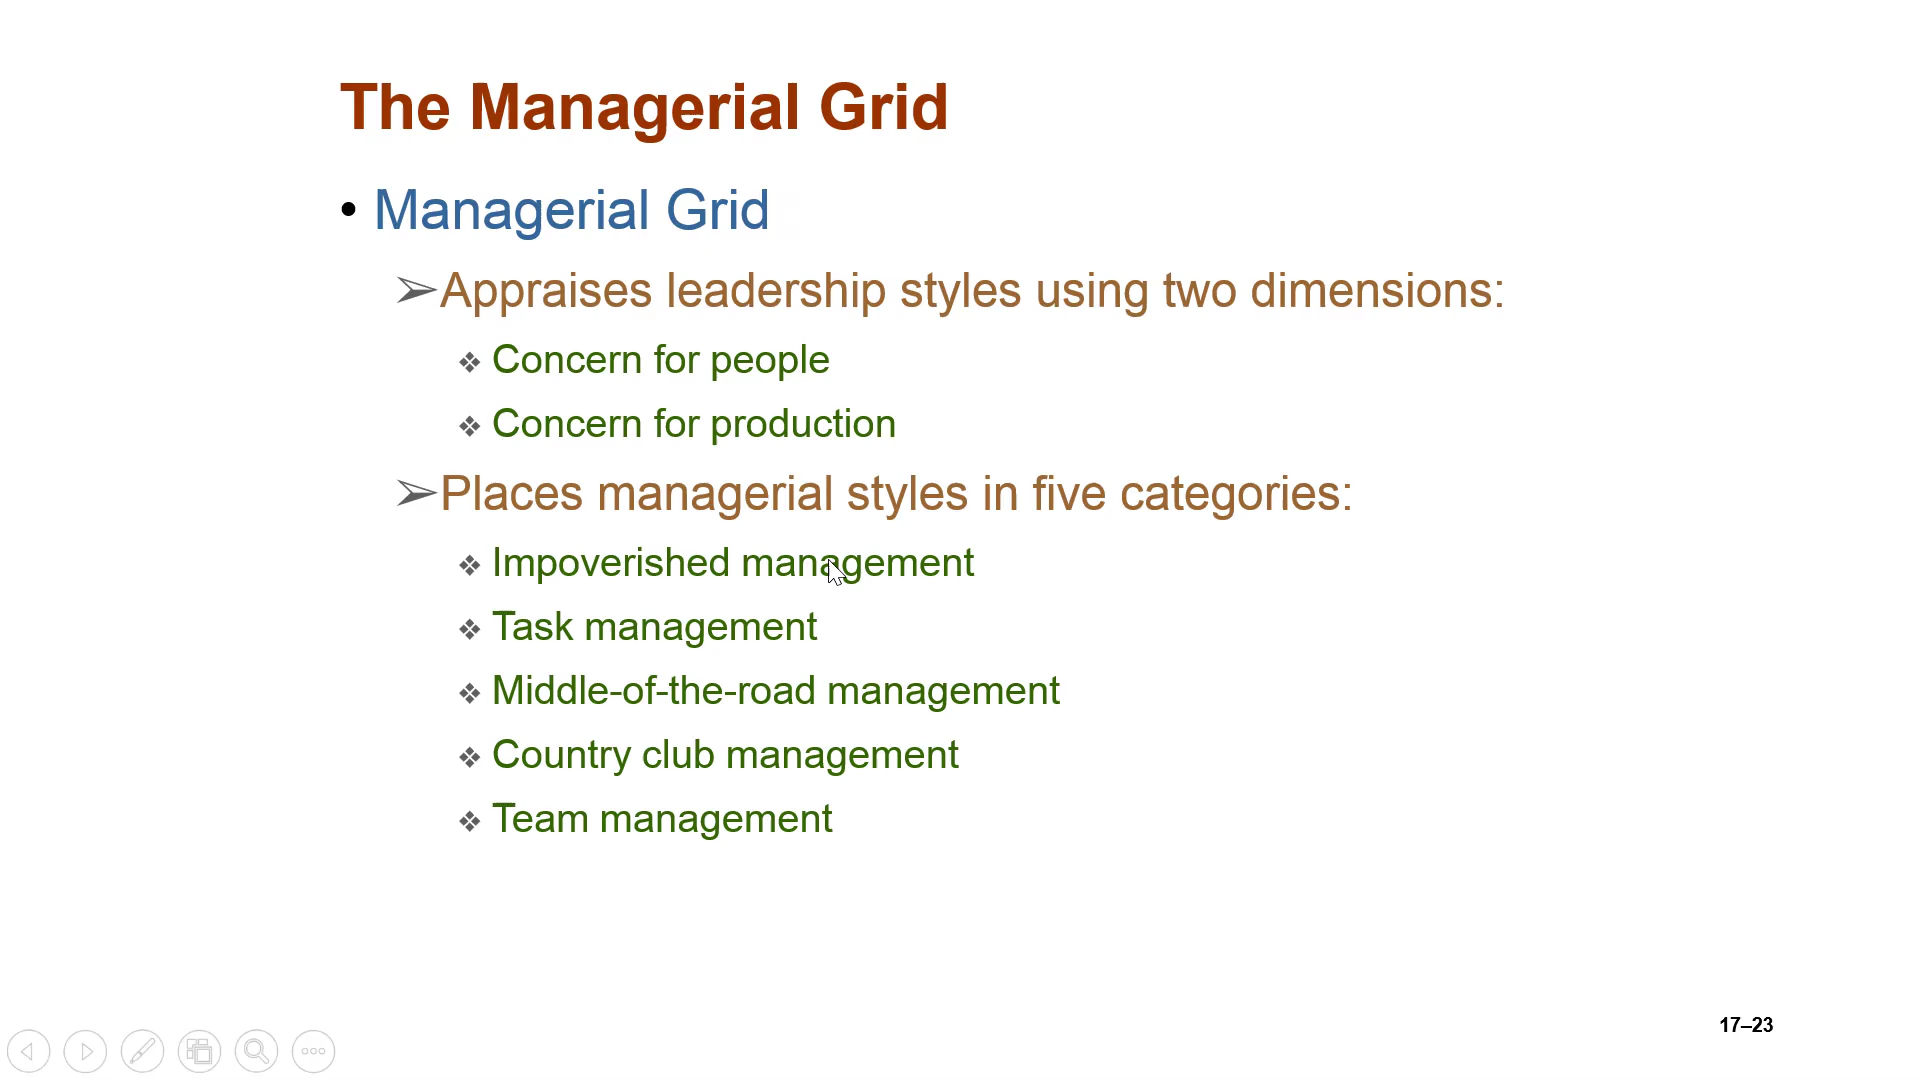 The Managerial Grid
• Managerial Grid
➢Appraises leadership styles using two dimensions:
❖ Concern for people
❖ Concern for production
➢Places managerial styles in five categories:
❖ Impoverished management
❖ Task management
❖ Middle-of-the-road management
❖ Country club management
❖ Team management
17–23